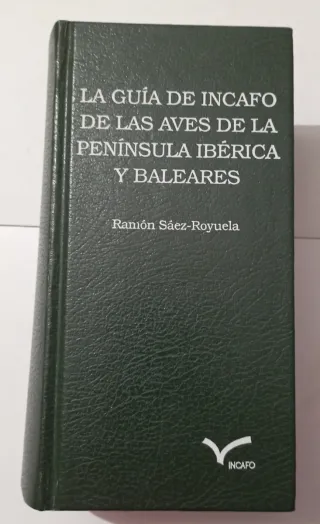 LA GUÍA DE INCAFO
DE LAS AVES DE LA
PENÍNSULA IBÉRICA
Y BALEARES
Ramón Sáez-Royuela
INCAFO